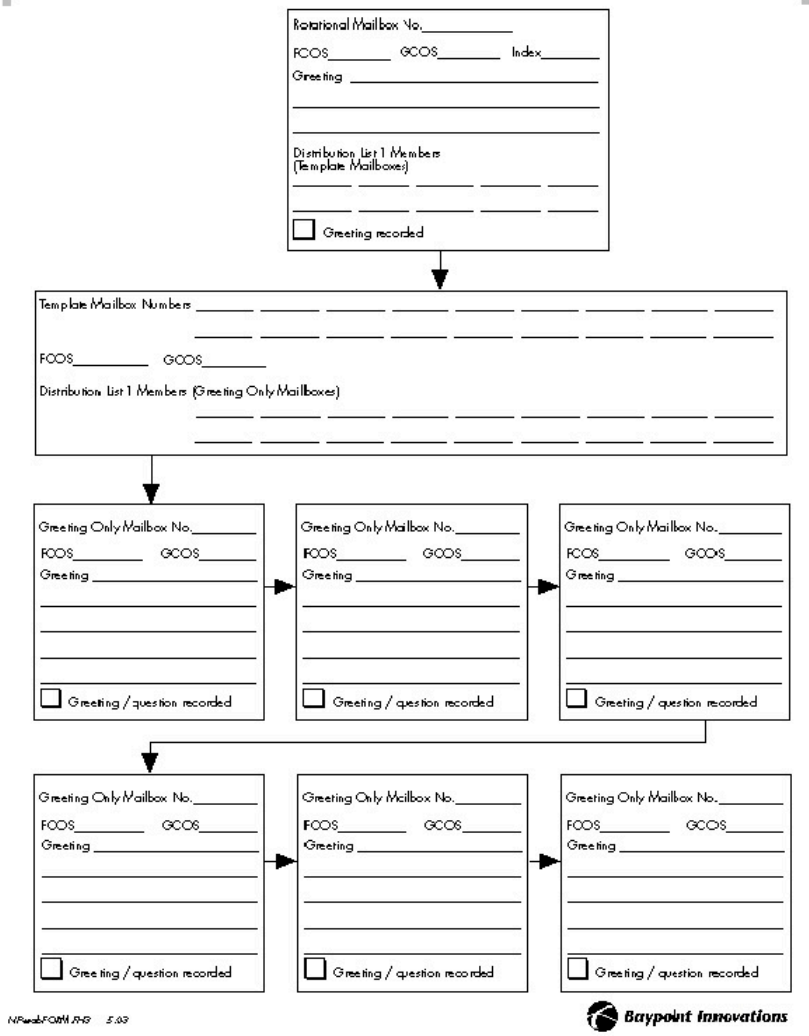 Rotational Mailbox No.
FCOS GCOS Index
Greeting
Distribution List 1 Members
(Template Mailboxes)
Greeting recorded
Template Mailbox Numbers
FCOS GCOS
Distribution List 1 Members (Greeting Only Mailboxes)
Greeting Only Mailbox No. Greeting Only Mailbox No. Greeting Only Mailbox No.
FCOS GCOS FCOS GCOS FCOS GCOS
Greeting Greeting Greeting
Greeting / question recorded Greeting / question recorded Greeting / question recorded
Greeting Only Mailbox No. Greeting Only Mailbox No. Greeting Only Mailbox No.
FCOS GCOS FCOS GCOS FCOS GCOS
Greeting Greeting Greeting
Greeting / question recorded Greeting / question recorded Greeting / question recorded
Baypoint Innovations